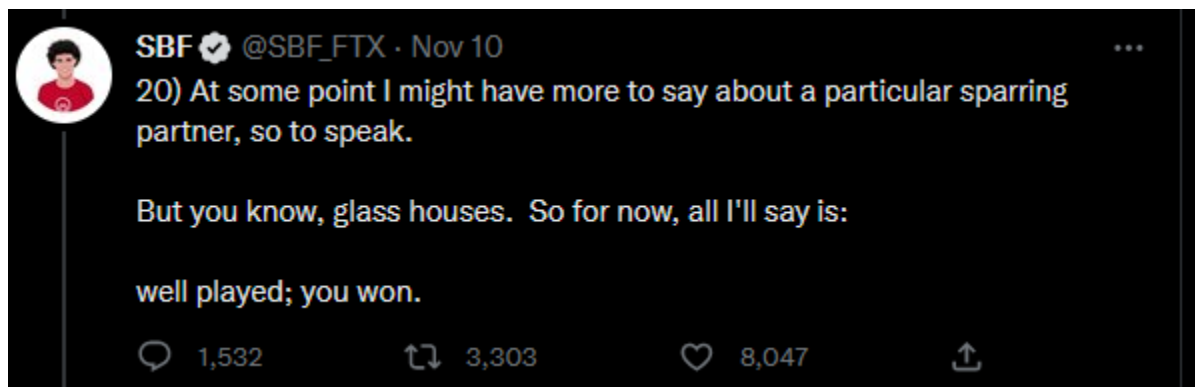 SBF @SBF_FTX · Nov 10
20) At some point I might have more to say about a particular sparring
partner, so to speak.
But you know, glass houses.  So for now, all I'll say is:
well played; you won.
1,532 3,303 8,047